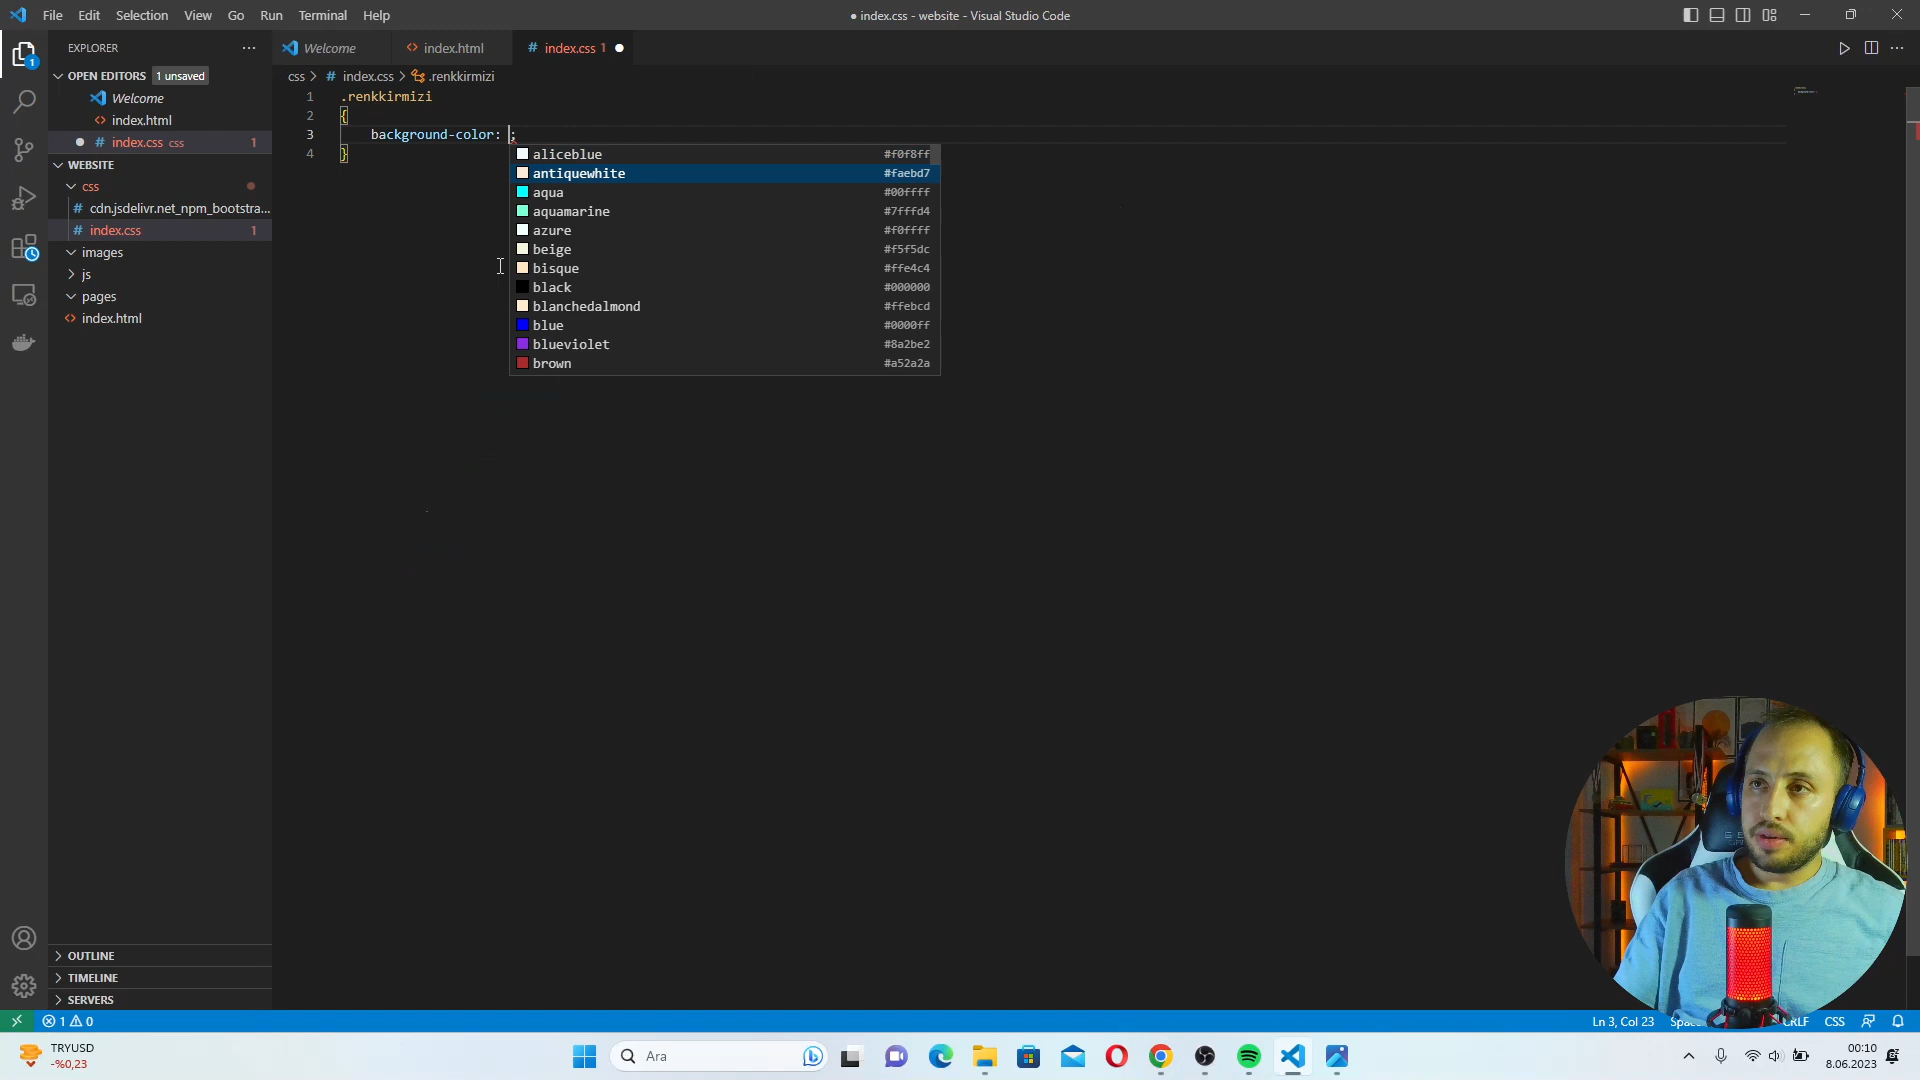 File Edit Selection View Go Run Terminal Help
● index.css - website - Visual Studio Code
EXPLORER
OPEN EDITORS 1 unsaved
Welcome
index.html
index.css css
WEBSITE
css
cdn.jsdelivr.net_npm_bootstra...
index.css 1
images
js
pages
index.html
OUTLINE
TIMELINE
SERVERS
Welcome index.html index.css 1
css > index.css > .renkkirmizi
1 .renkkirmizi
2 {
3 background-color: ;
4 }
aliceblue #f0f8ff
antiquewhite #faebd7
aqua #00ffff
aquamarine #7fffd4
azure #f0ffff
beige #f5f5dc
bisque #ffe4c4
black #000000
blanchedalmond #ffebcd
blue #0000ff
blueviolet #8a2be2
brown #a52a2a
1 0
Ln 3, Col 23 CRLF CSS
TRYUSD
-%0,23
Ara
00:10
8.06.2023